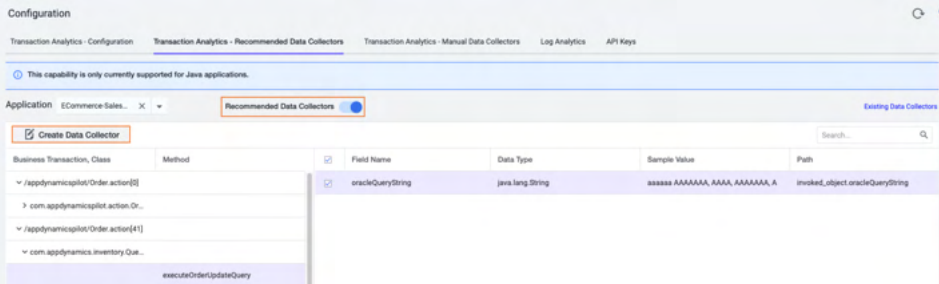 Configuration
Transaction Analytics - Configuration Transaction Analytics - Recommended Data Collectors Transaction Analytics - Manual Data Collectors Log Analytics API Keys
This capability is only currently supported for Java applications.
Application ECommerce-Sales... Recommended Data Collectors Existing Data Collectors
Create Data Collector Search...
Business Transaction, Class Method Field Name Data Type Sample Value Path
/appdynamicspilot/Order.action[0] oracleQueryString java.lang.String aaaaaa AAAAAAA, AAAA, AAAAAAA, A invoked_object.oracleQueryString
com.appdynamicspilot.action.Or...
/appdynamicspilot/Order.action[41]
com.appdynamics.inventory.Que...
executeOrderUpdateQuery